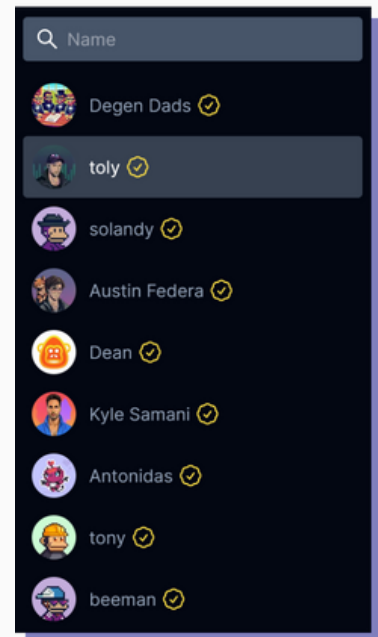 Name
Degen Dads
toly
solandy
Austin Federa
Dean
Kyle Samani
Antonidas
tony
beeman